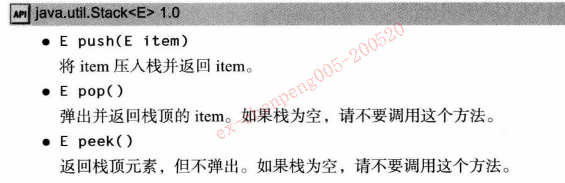 API java.util.Stack<E> 1.0
● E push(E item)
将 item 压入栈并返回 item。
● E pop()
弹出并返回栈顶的 item。如果栈为空，请不要调用这个方法。
● E peek()
返回栈顶元素，但不弹出。如果栈为空，请不要调用这个方法。
ex-shenpeng005-200520